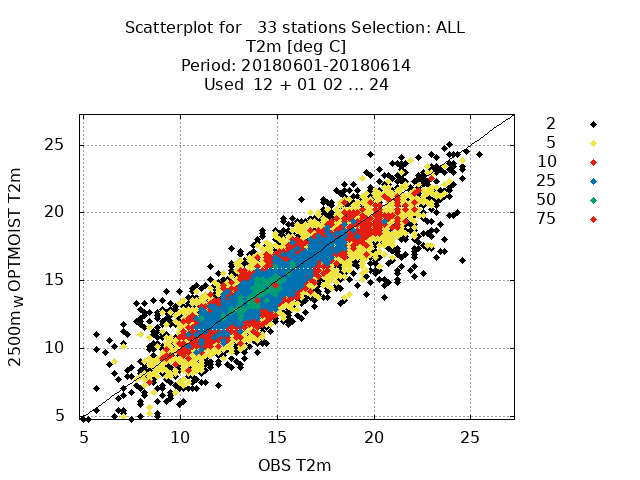 Scatterplot for 33 stations Selection: ALL
T2m [deg C]
Period: 20180601-20180614
Used 12 + 01 02 ... 24
2
5
10
25
50
75
25
20
15
10
5
2500m_W OPTMOIST T2m
5 10 15 20 25
OBS T2m